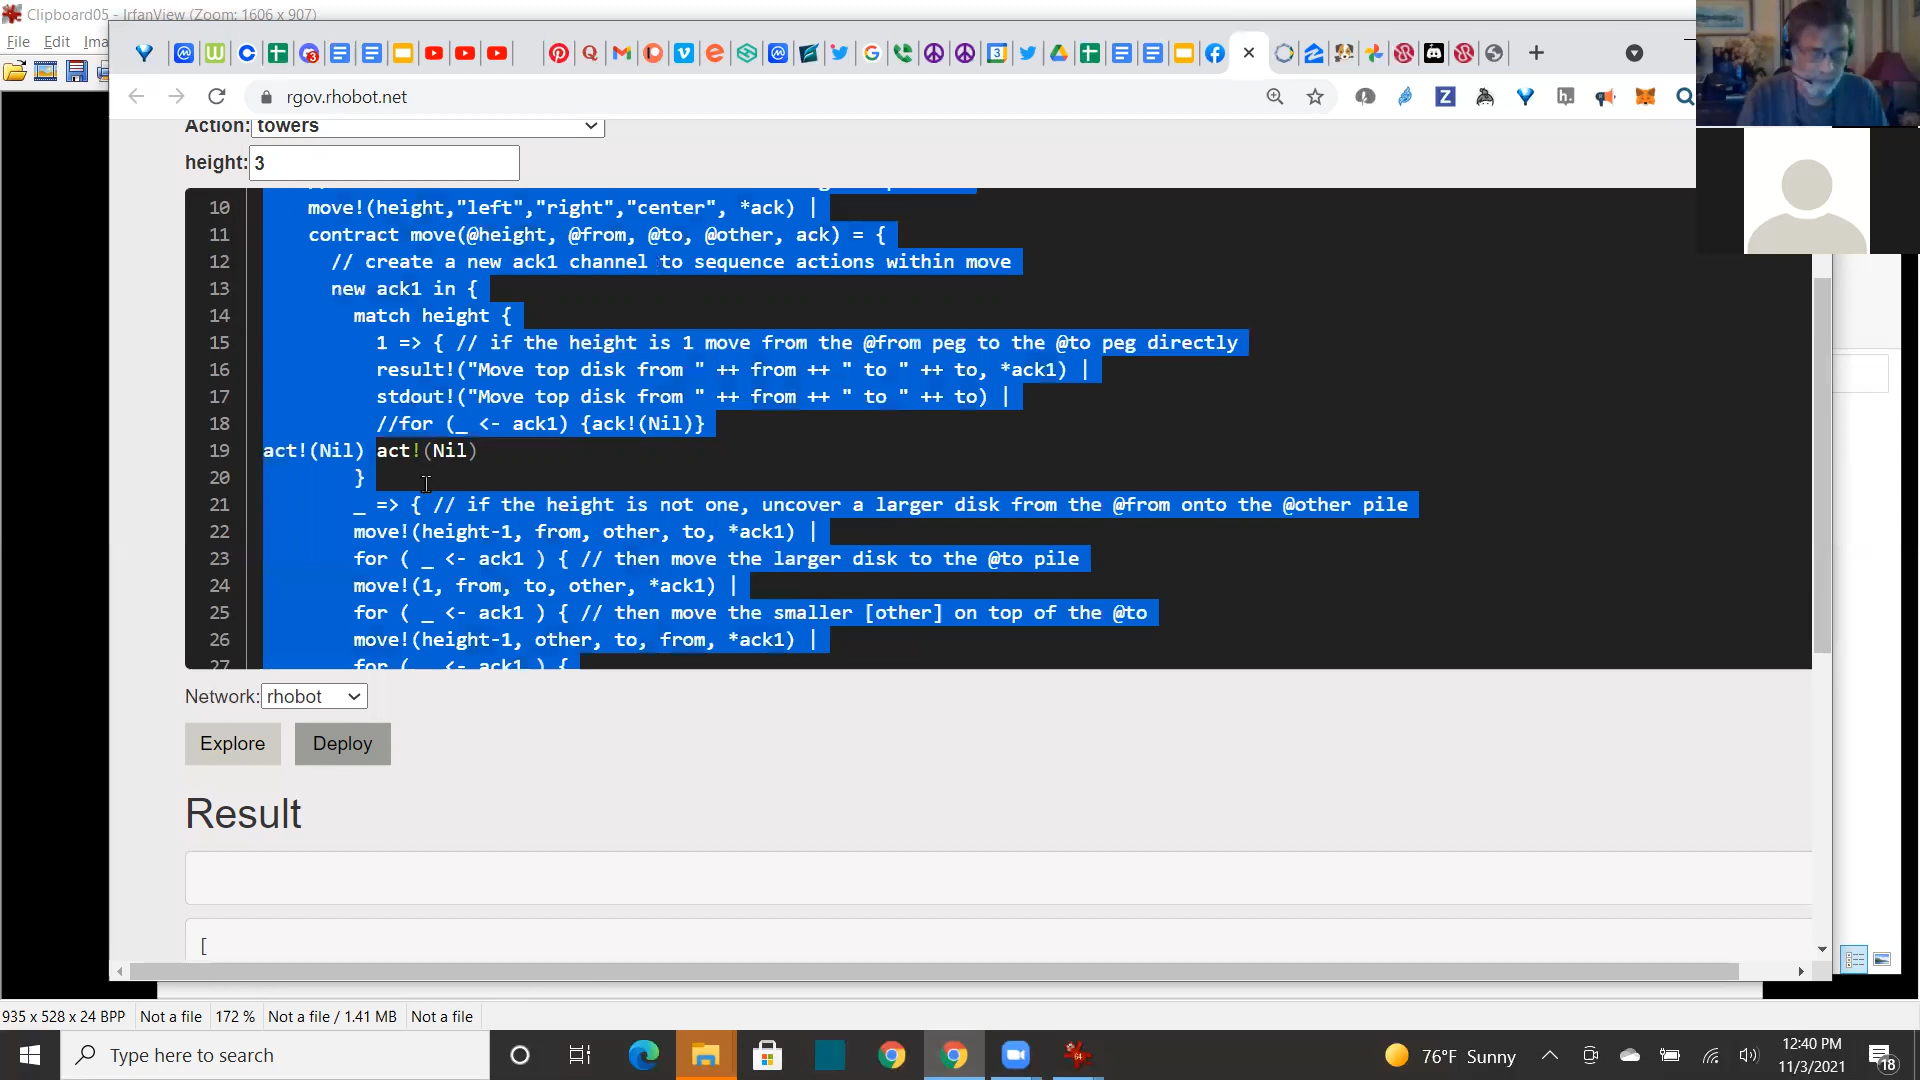 Clipboard05 - IrfanView (Zoom: 1606 x 907)
File Edit Ima
rgov.rhobot.net
Action: towers
height: 3
10 move!(height,"left","right","center", *ack) |
11 contract move(@height, @from, @to, @other, ack) = {
12 // create a new ack1 channel to sequence actions within move
13 new ack1 in {
14 match height {
15 1 => { // if the height is 1 move from the @from peg to the @to peg directly
16 result!("Move top disk from " ++ from ++ " to " ++ to, *ack1) |
17 stdout!("Move top disk from " ++ from ++ " to " ++ to) |
18 //for (_ <- ack1) {ack!(Nil)}
19 act!(Nil) act!(Nil)
20 }
21 _ => { // if the height is not one, uncover a larger disk from the @from onto the @other pile
22 move!(height-1, from, other, to, *ack1) |
23 for ( _ <- ack1 ) { // then move the larger disk to the @to pile
24 move!(1, from, to, other, *ack1) |
25 for ( _ <- ack1 ) { // then move the smaller [other] on top of the @to
26 move!(height-1, other, to, from, *ack1) |
27 for ( _ <- ack1 ) {
Network: rhobot
Explore Deploy
Result
[
935 x 528 x 24 BPP Not a file 172 % Not a file / 1.41 MB Not a file
Type here to search
76°F Sunny
12:40 PM
11/3/2021
18